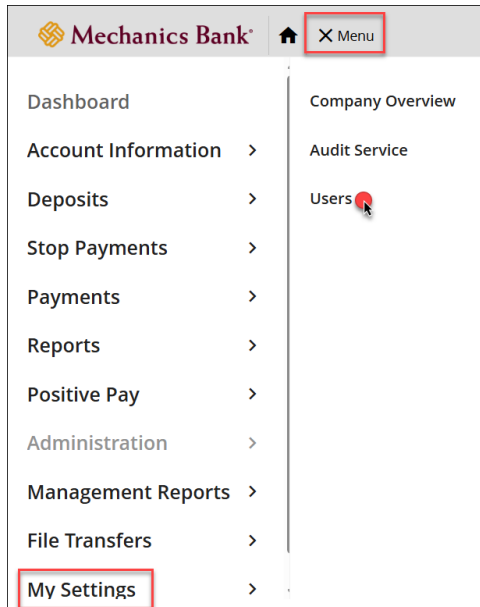 Mechanics Bank®
Menu
Dashboard
Account Information
Deposits
Stop Payments
Payments
Reports
Positive Pay
Administration
Management Reports
File Transfers
My Settings
Company Overview
Audit Service
Users